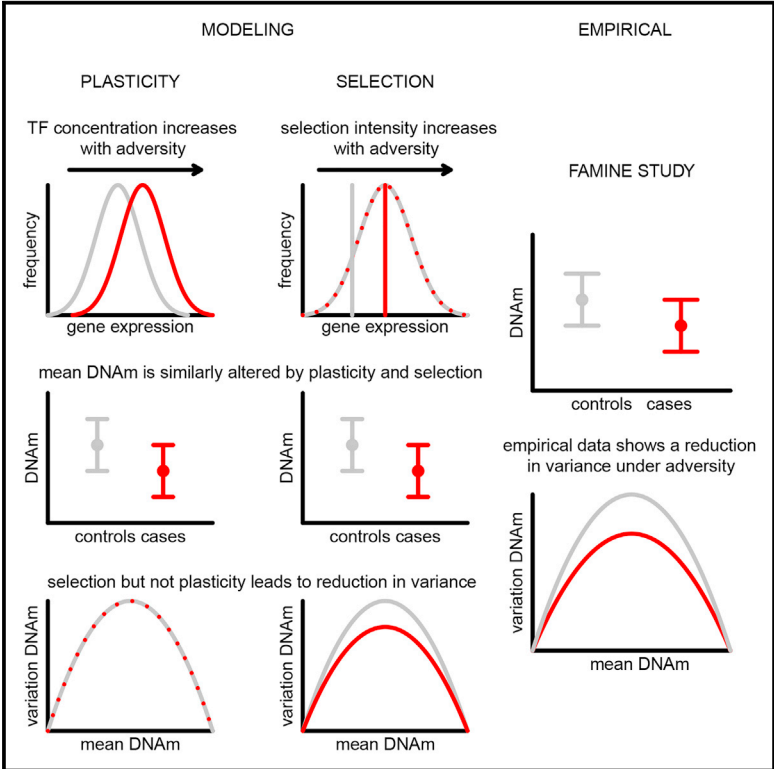 MODELING
EMPIRICAL
PLASTICITY
SELECTION
TF concentration increases
with adversity
selection intensity increases
with adversity
frequency
gene expression
frequency
gene expression
mean DNAm is similarly altered by plasticity and selection
DNAm
controls cases
DNAm
controls cases
selection but not plasticity leads to reduction in variance
variation DNAm
mean DNAm
variation DNAm
mean DNAm
FAMINE STUDY
DNAm
controls cases
empirical data shows a reduction
in variance under adversity
variation DNAm
mean DNAm